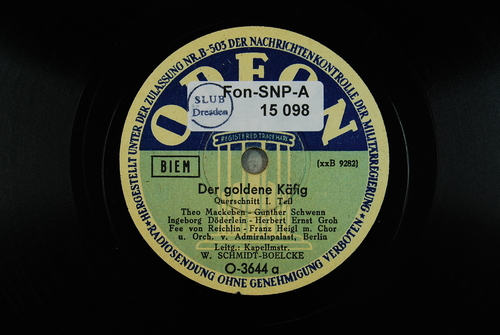 *HERGESTELLT UNTER DER ZULASSUNG NR. B-503 DER NACHRICHTENKONTROLLE DER MILITÄRREGIERUNG*
ODEON
SLUB
Dresden
Fon-SNP-A
15 098
REGISTERED TRADE MARK
BIEM
(xxB 9282)
Der goldene Käfig
Querschnitt I. Teil
Theo Mackeben - Günther Schwenn
Ingeborg Döderlein - Herbert Ernst Groh
Fee von Reichlin - Franz Heigl m. Chor
u. Orch. v. Admiralspalast, Berlin
Leitg.: Kapellmstr.
W. SCHMIDT-BOELCKE
O-3644 a
RADIOSENDUNG OHNE GENEHMIGUNG VERBOTEN